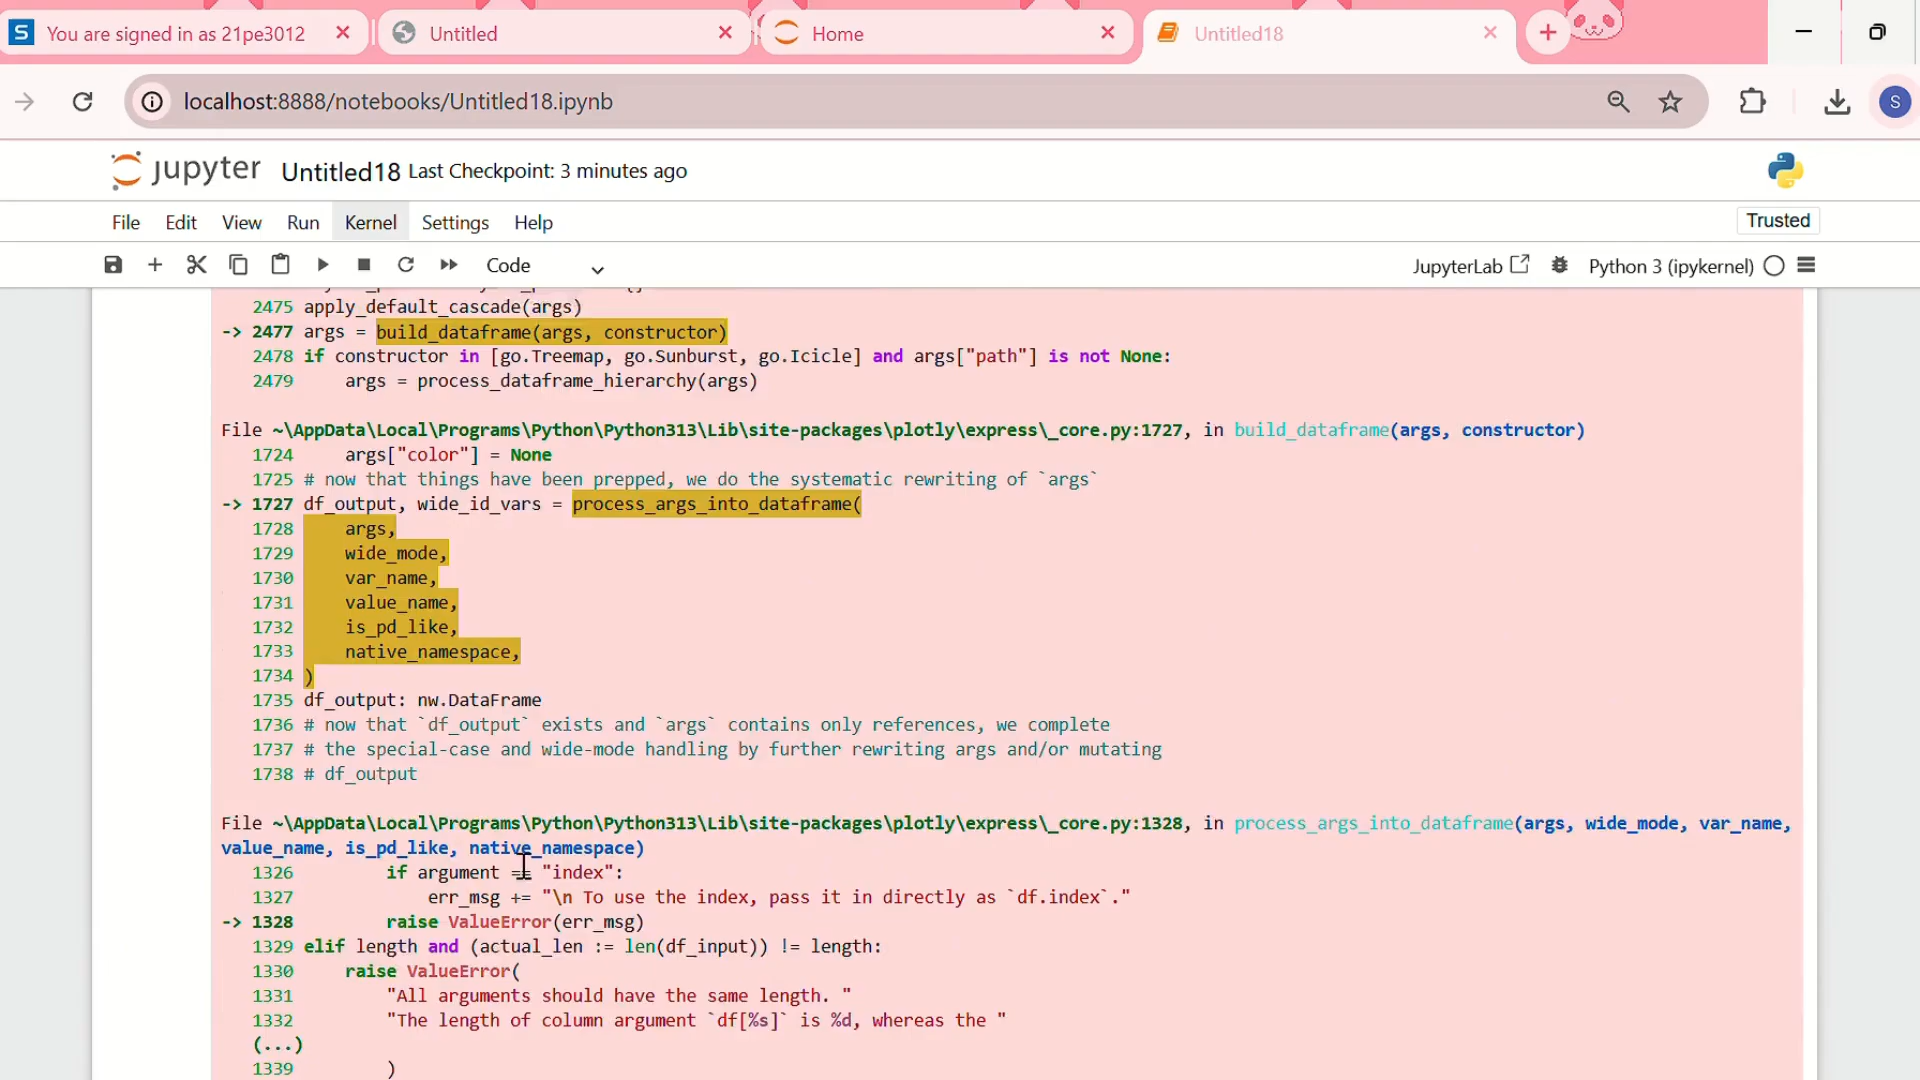 You are signed in as 21pe3012
Untitled
Home
Untitled18
localhost:8888/notebooks/Untitled18.ipynb
S
jupyter Untitled18 Last Checkpoint: 3 minutes ago
File Edit View Run Kernel Settings Help
Trusted
Code
JupyterLab
Python 3 (ipykernel)
2475 apply_default_cascade(args)
-> 2477 args = build_dataframe(args, constructor)
2478 if constructor in [go.Treemap, go.Sunburst, go.Icicle] and args["path"] is not None:
2479 args = process_dataframe_hierarchy(args)
File ~\AppData\Local\Programs\Python\Python313\Lib\site-packages\plotly\express\_core.py:1727, in build_dataframe(args, constructor)
1724 args["color"] = None
1725 # now that things have been prepped, we do the systematic rewriting of `args`
-> 1727 df_output, wide_id_vars = process_args_into_dataframe(
1728 args,
1729 wide_mode,
1730 var_name,
1731 value_name,
1732 is_pd_like,
1733 native_namespace,
1734 )
1735 df_output: nw.DataFrame
1736 # now that `df_output` exists and `args` contains only references, we complete
1737 # the special-case and wide-mode handling by further rewriting args and/or mutating
1738 # df_output
File ~\AppData\Local\Programs\Python\Python313\Lib\site-packages\plotly\express\_core.py:1328, in process_args_into_dataframe(args, wide_mode, var_name,
value_name, is_pd_like, native_namespace)
1326 if argument == "index":
1327 err_msg += "\n To use the index, pass it in directly as `df.index`."
-> 1328 raise ValueError(err_msg)
1329 elif length and (actual_len := len(df_input)) != length:
1330 raise ValueError(
1331 "All arguments should have the same length. "
1332 "The length of column argument `df[%s]` is %d, whereas the "
(...)
1339 )